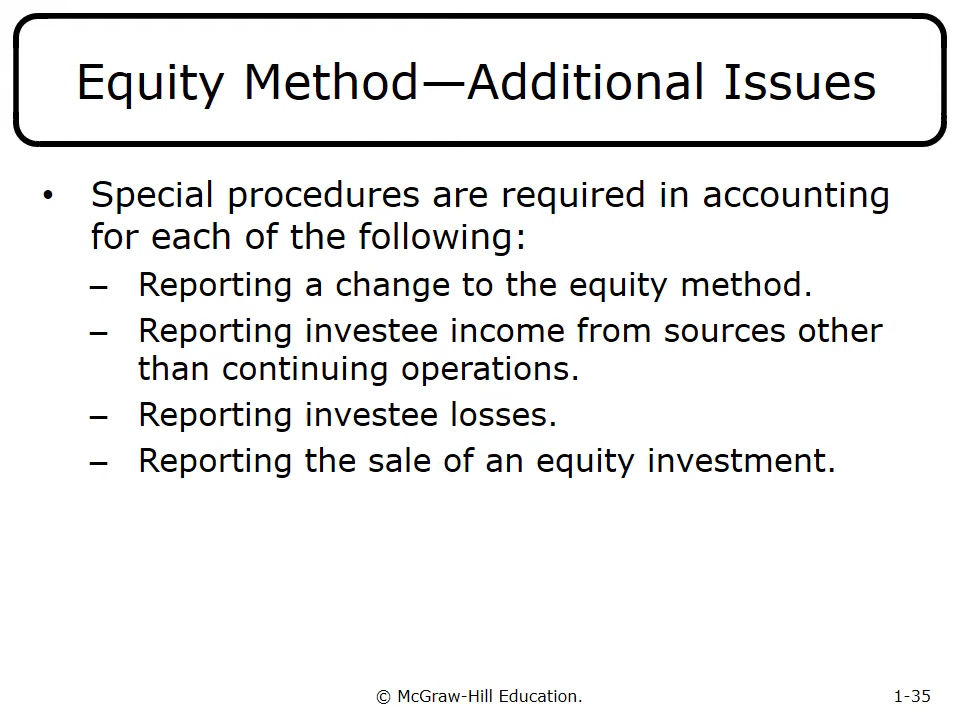 Equity Method—Additional Issues
• Special procedures are required in accounting
for each of the following:
– Reporting a change to the equity method.
– Reporting investee income from sources other
than continuing operations.
– Reporting investee losses.
– Reporting the sale of an equity investment.
© McGraw-Hill Education.
1-35